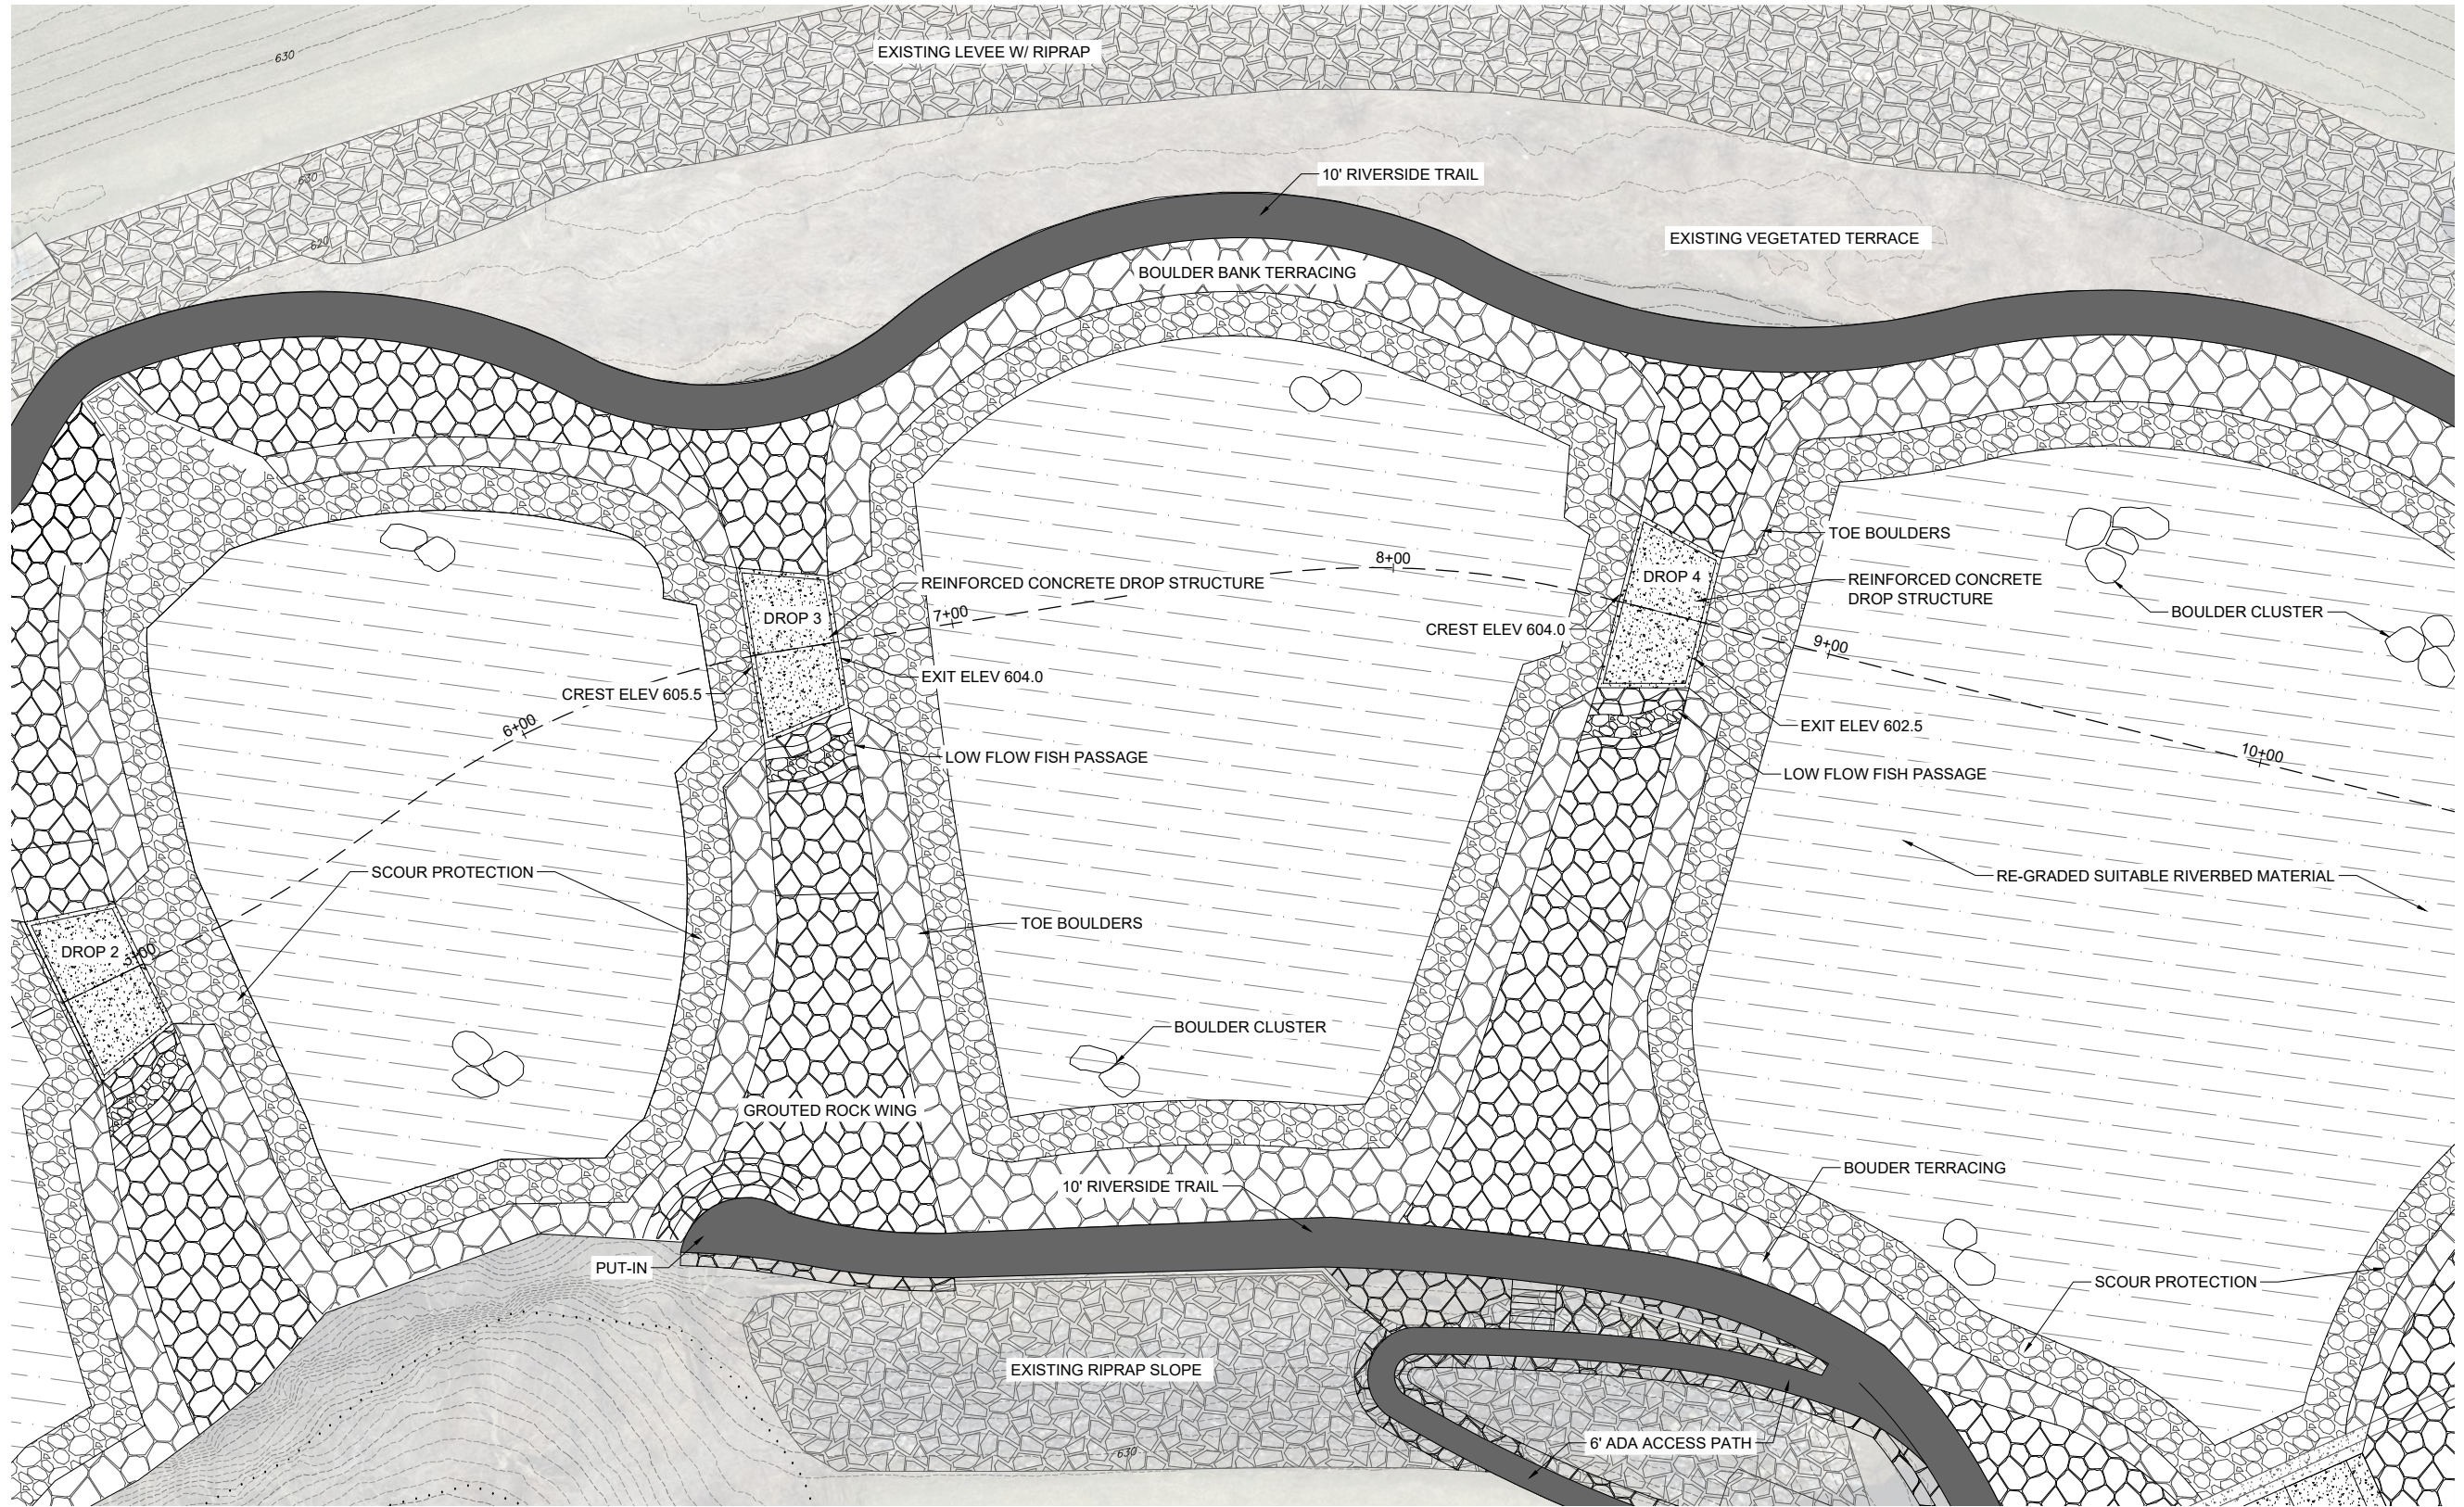 630
EXISTING LEVEE W/ RIPRAP
630
10' RIVERSIDE TRAIL
620
EXISTING VEGETATED TERRACE
BOULDER BANK TERRACING
TOE BOULDERS
8+00
REINFORCED CONCRETE DROP STRUCTURE
DROP 4
REINFORCED CONCRETE
DROP STRUCTURE
7+00
DROP 3
BOULDER CLUSTER
CREST ELEV 604.0
9+00
EXIT ELEV 604.0
CREST ELEV 605.5
6+00
EXIT ELEV 602.5
LOW FLOW FISH PASSAGE
10+00
LOW FLOW FISH PASSAGE
SCOUR PROTECTION
RE-GRADED SUITABLE RIVERBED MATERIAL
TOE BOULDERS
DROP 2
5+00
BOULDER CLUSTER
GROUTED ROCK WING
BOUDER TERRACING
10' RIVERSIDE TRAIL
PUT-IN
SCOUR PROTECTION
EXISTING RIPRAP SLOPE
6' ADA ACCESS PATH
630